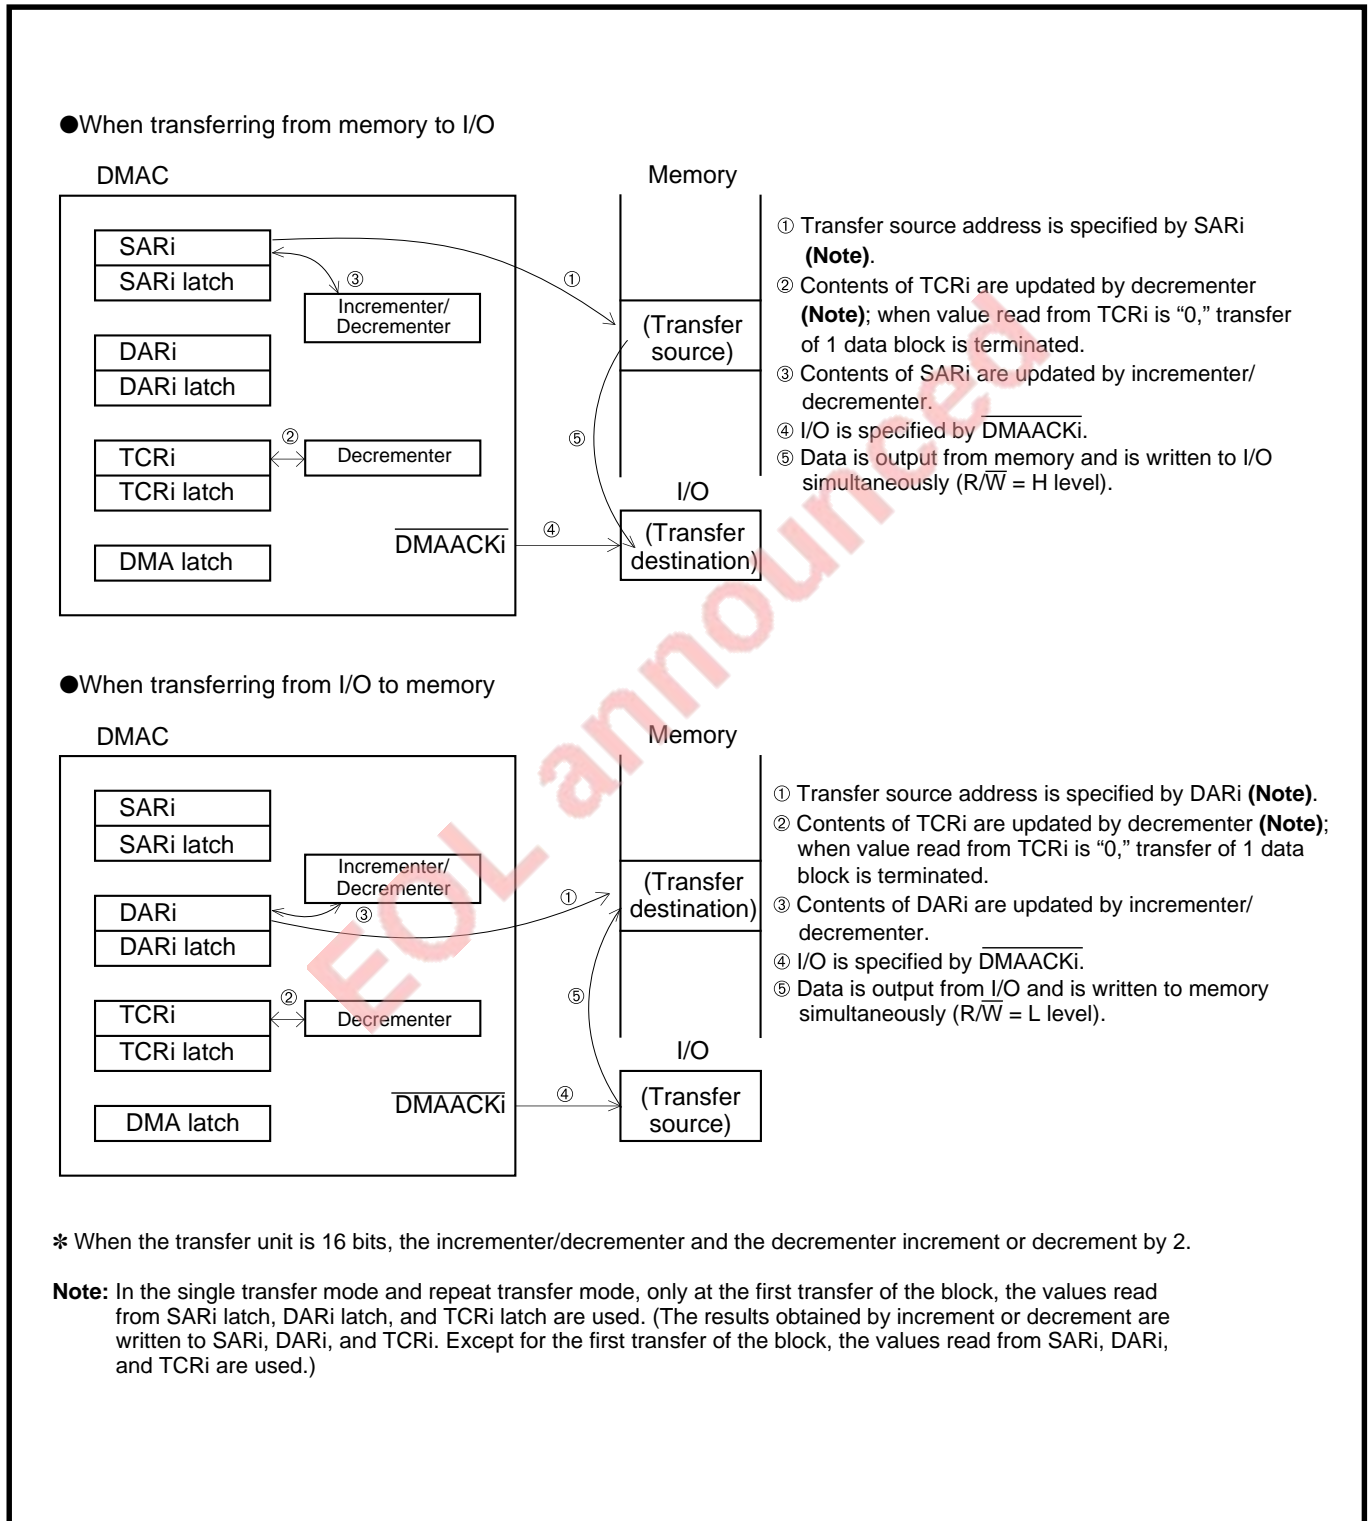 ●When transferring from memory to I/O
DMAC
Memory
SARi
SARi latch
③
①
Incrementer/
Decrementer
(Transfer
source)
DARi
DARi latch
⑤
②
TCRi
Decrementer
TCRi latch
I/O
DMAACKi
④
(Transfer
destination)
DMA latch
① Transfer source address is specified by SARi
(Note).
② Contents of TCRi are updated by decrementer
(Note); when value read from TCRi is “0,” transfer
of 1 data block is terminated.
③ Contents of SARi are updated by incrementer/
decrementer.
④ I/O is specified by DMAACKi.
⑤ Data is output from memory and is written to I/O
simultaneously (R/W = H level).
●When transferring from I/O to memory
DMAC
Memory
SARi
SARi latch
Incrementer/
Decrementer
①
(Transfer
destination)
DARi
③
DARi latch
⑤
②
TCRi
Decrementer
TCRi latch
I/O
DMAACKi
④
(Transfer
source)
DMA latch
① Transfer source address is specified by DARi (Note).
② Contents of TCRi are updated by decrementer (Note);
when value read from TCRi is “0,” transfer of 1 data
block is terminated.
③ Contents of DARi are updated by incrementer/
decrementer.
④ I/O is specified by DMAACKi.
⑤ Data is output from I/O and is written to memory
simultaneously (R/W = L level).
✽ When the transfer unit is 16 bits, the incrementer/decrementer and the decrementer increment or decrement by 2.
Note: In the single transfer mode and repeat transfer mode, only at the first transfer of the block, the values read
from SARi latch, DARi latch, and TCRi latch are used. (The results obtained by increment or decrement are
written to SARi, DARi, and TCRi. Except for the first transfer of the block, the values read from SARi, DARi,
and TCRi are used.)
EOL announced